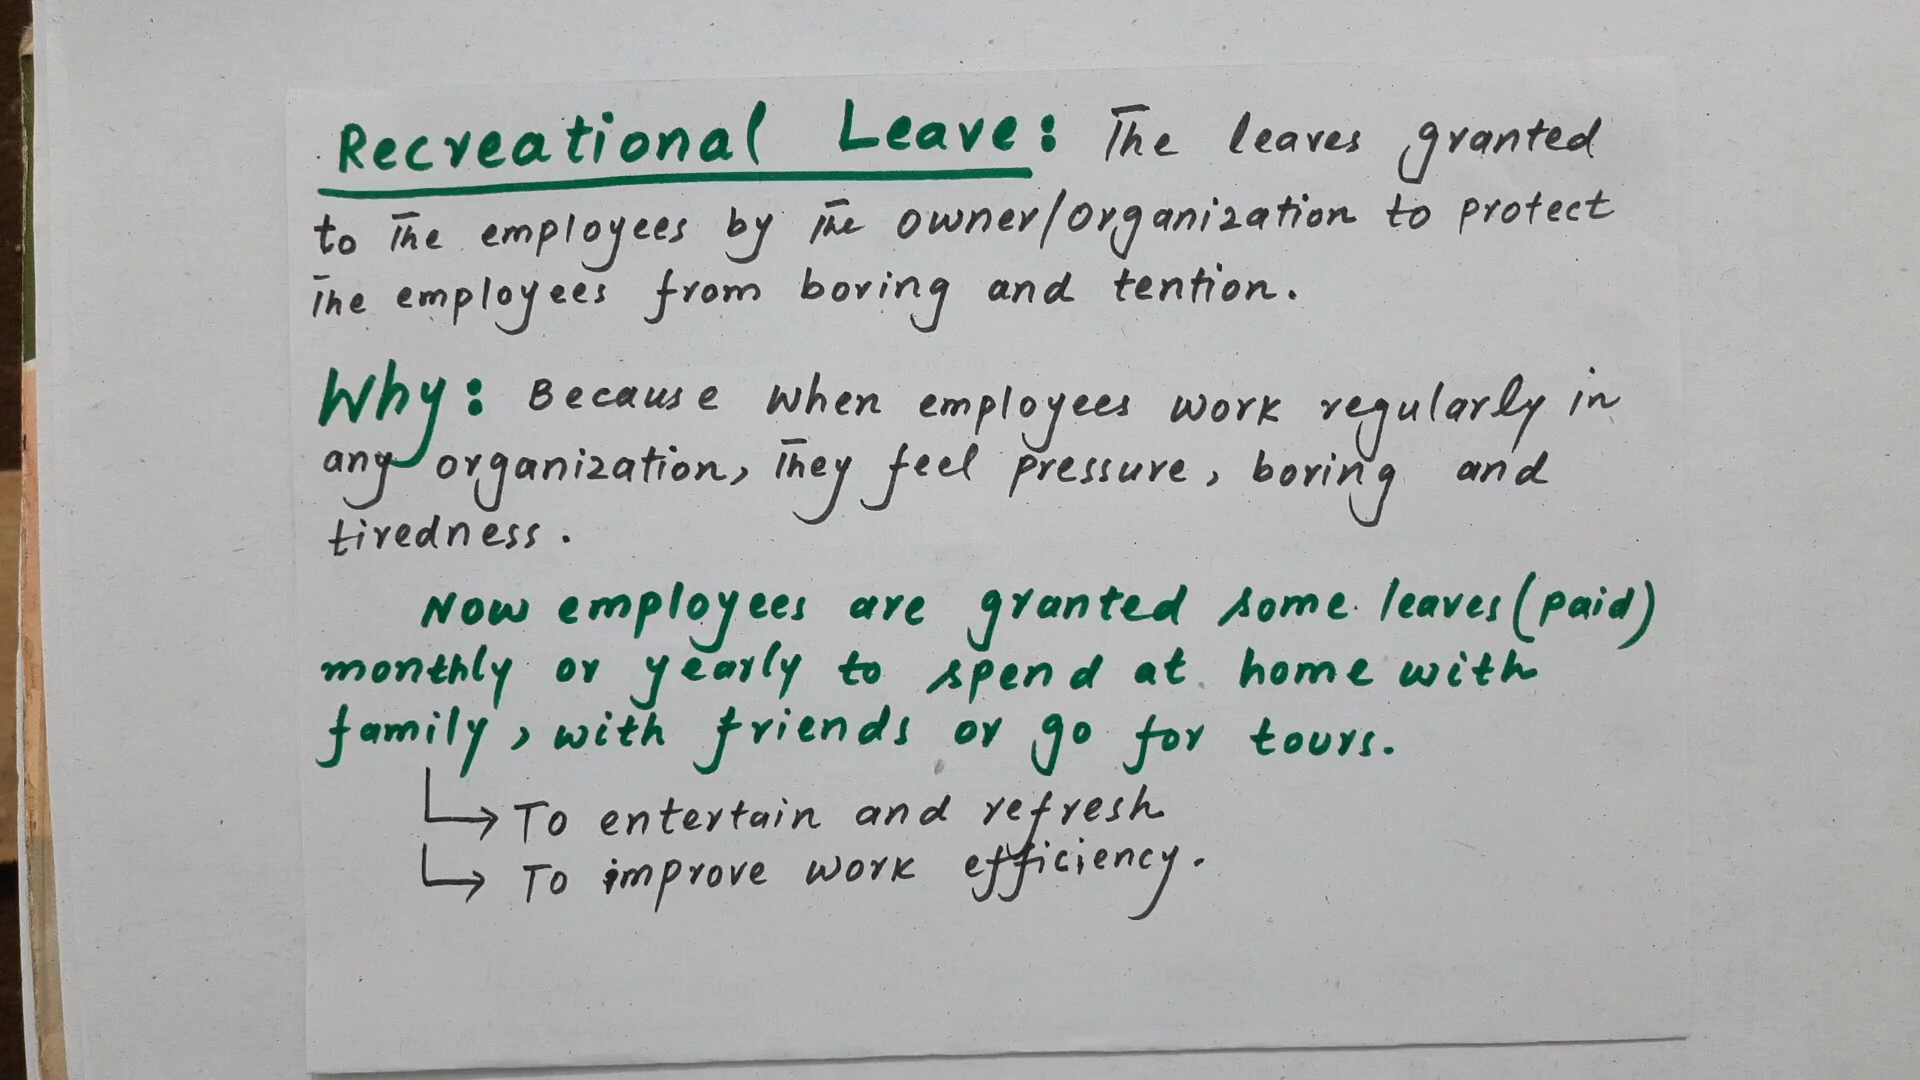 Recreational Leave: The leaves granted
to the employees by the owner/organization to protect
the employees from boring and tention.
Why: Because when employees work regularly in
any organization, they feel pressure, boring and
tiredness.
Now employees are granted some leaves (paid)
monthly or yearly to spend at home with
family, with friends or go for tours.
↳ To entertain and refresh
↳ To improve work efficiency.